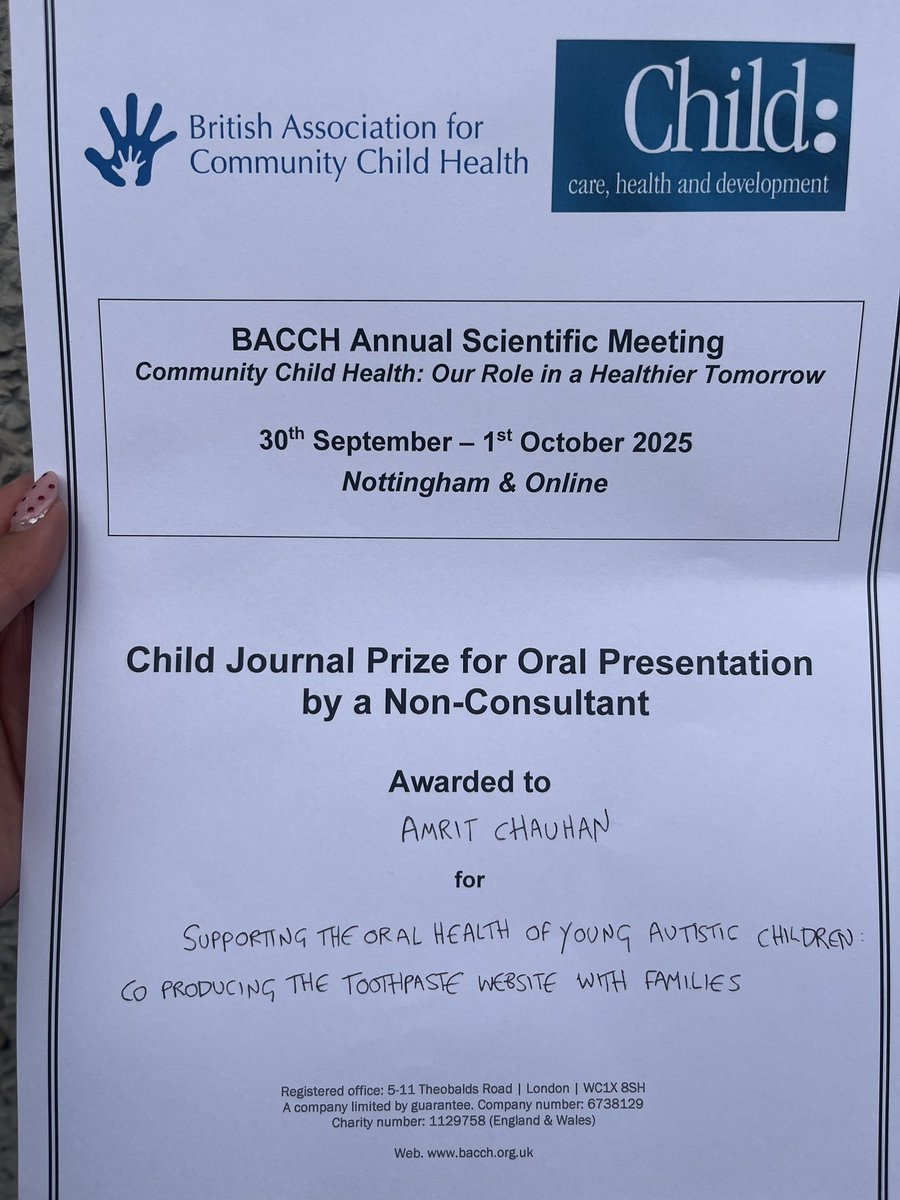 British Association for
Community Child Health
Child:
care, health and development
BACCH Annual Scientific Meeting
Community Child Health: Our Role in a Healthier Tomorrow
30th September – 1st October 2025
Nottingham & Online
Child Journal Prize for Oral Presentation
by a Non-Consultant
Awarded to
AMRIT CHAUHAN
for
SUPPORTING THE ORAL HEALTH OF YOUNG AUTISTIC CHILDREN:
CO PRODUCING THE TOOTHPASTE WEBSITE WITH FAMILIES
Registered office: 5-11 Theobalds Road | London | WC1X 8SH
A company limited by guarantee. Company number: 6738129
Charity number: 1129758 (England & Wales)
Web. www.bacch.org.uk